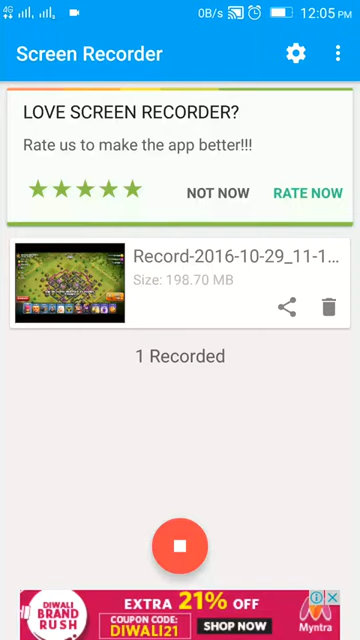 4G
0B/s
12:05 PM
Screen Recorder
LOVE SCREEN RECORDER?
Rate us to make the app better!!!
NOT NOW
RATE NOW
Record-2016-10-29_11-1...
Size: 198.70 MB
1 Recorded
DIWALI
BRAND
RUSH
EXTRA 21% OFF
COUPON CODE:
DIWALI21
SHOP NOW
Myntra